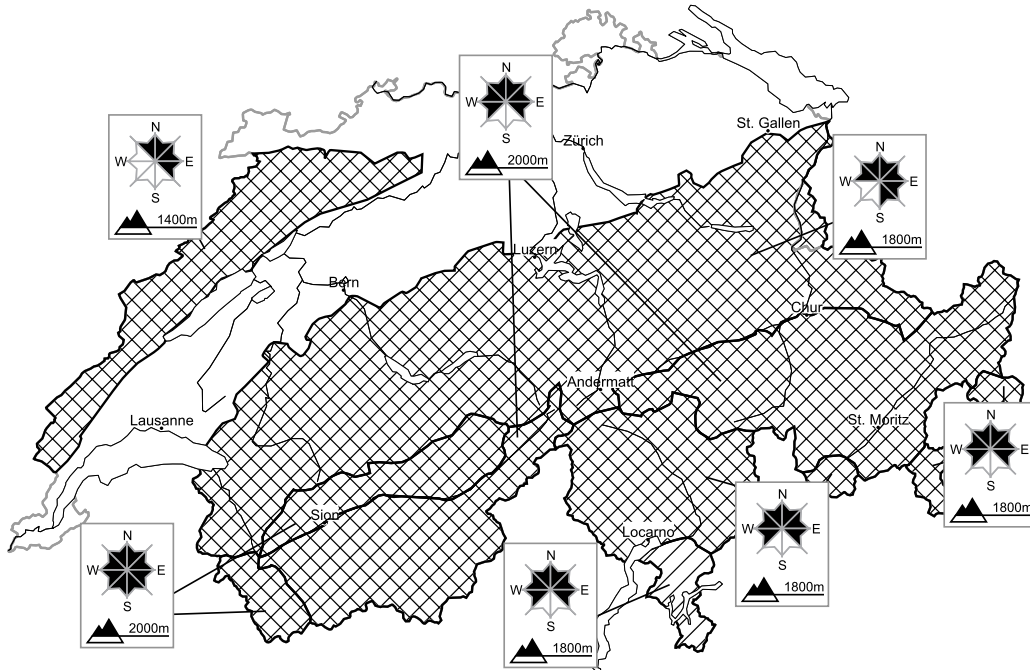 N
W E
S
2000m
Zürich
St. Gallen
N
W E
S
1400m
N
W E
S
1800m
Luzern
Bern
Chur
Andermatt
Lausanne
St. Moritz
N
W E
S
1800m
Sion
Locarno
N
W E
S
1800m
N
W E
S
2000m
N
W E
S
1800m